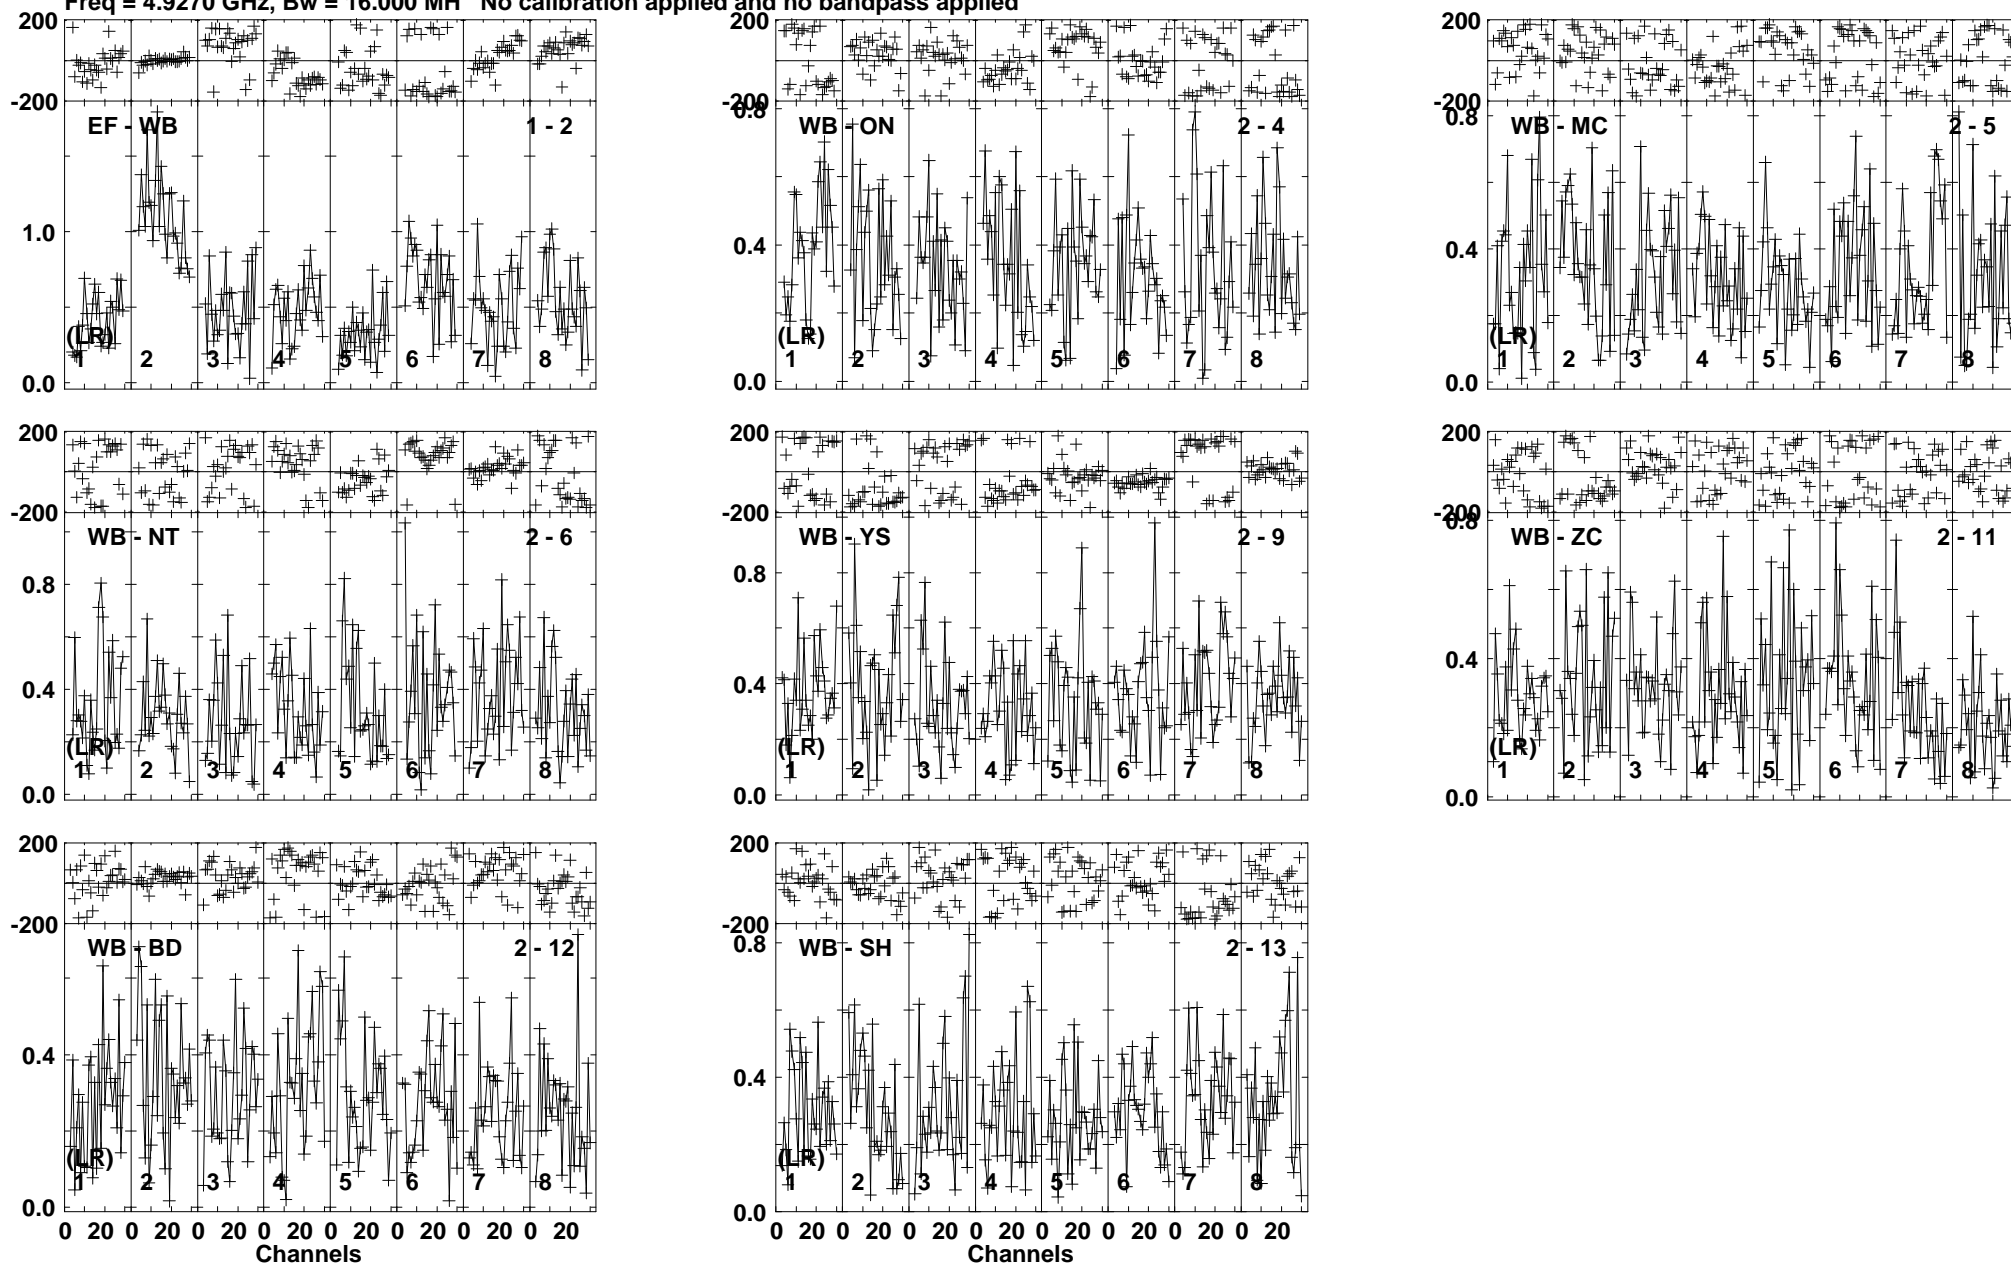 Freq = 4.9270 GHz, Bw = 16.000 MH No calibration applied and no bandpass applied
200 200 200
-200 -200 -200
EF - WB 1 - 2 0.8 WB - ON 2 - 4 0.8 WB - MC 2 - 5
1.0 0.4 0.4
(LR) (LR) (LR)
1 2 3 4 5 6 7 8 1 2 3 4 5 6 7 8 1 2 3 4 5 6 7 8
0.0 0.0 0.0
200 200 200
-200 -200 -200
WB - NT 2 - 6 WB - YS 2 - 9 0.8 WB - ZC 2 - 11
0.8 0.8
0.4 0.4 0.4
(LR) (LR) (LR)
1 2 3 4 5 6 7 8 1 2 3 4 5 6 7 8 1 2 3 4 5 6 7 8
0.0 0.0 0.0
200 200
-200 -200
WB - BD 2 - 12 0.8 WB - SH 2 - 13
0.4 0.4
(LR) (LR)
1 2 3 4 5 6 7 8 1 2 3 4 5 6 7 8
0.0 0.0
0 20 0 20 0 20 0 20 0 20 0 20 0 20 0 20 0 20 0 20 0 20 0 20 0 20 0 20 0 20 0 20
Channels Channels